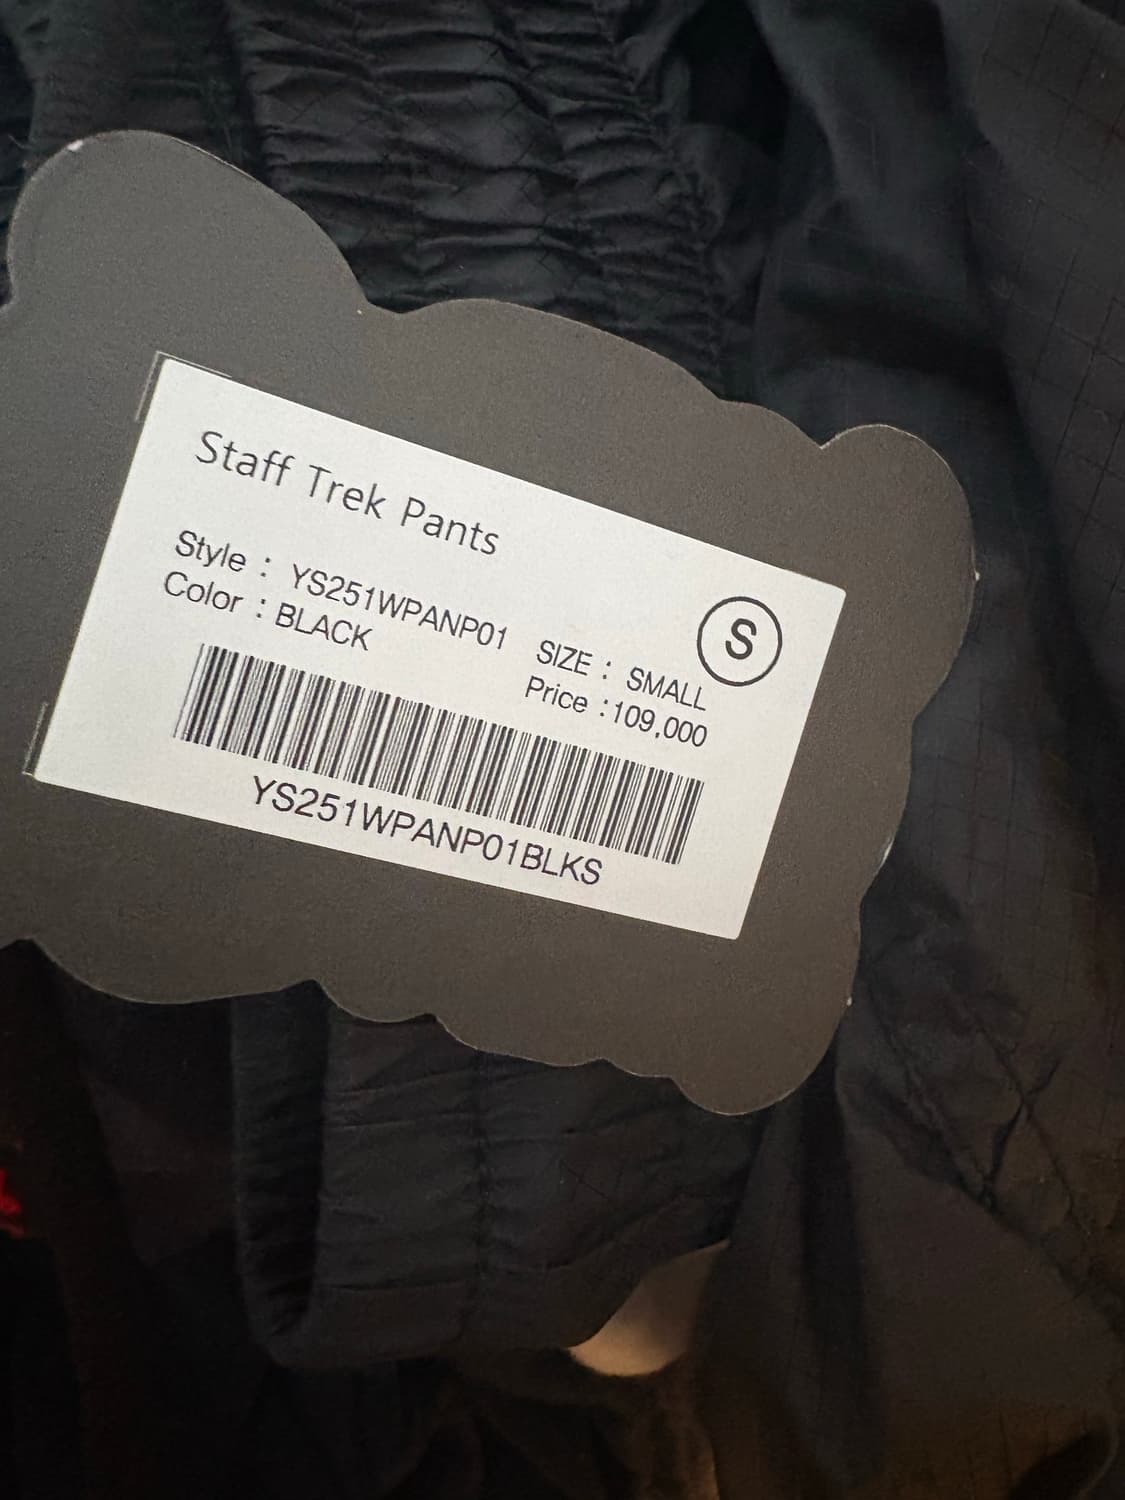 Staff Trek Pants
S
Style : YS251WPANP01 SIZE : SMALL
Color : BLACK Price :109,000
YS251WPANP01BLKS